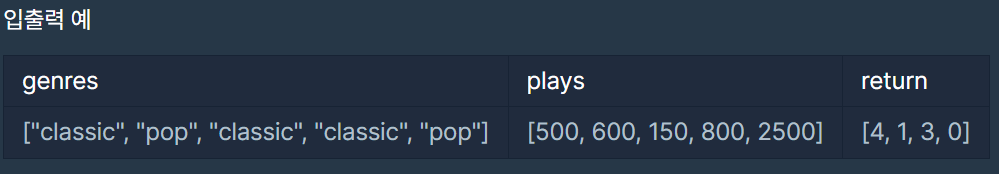 입출력 예
genres plays return
["classic", "pop", "classic", "classic", "pop"] [500, 600, 150, 800, 2500] [4, 1, 3, 0]